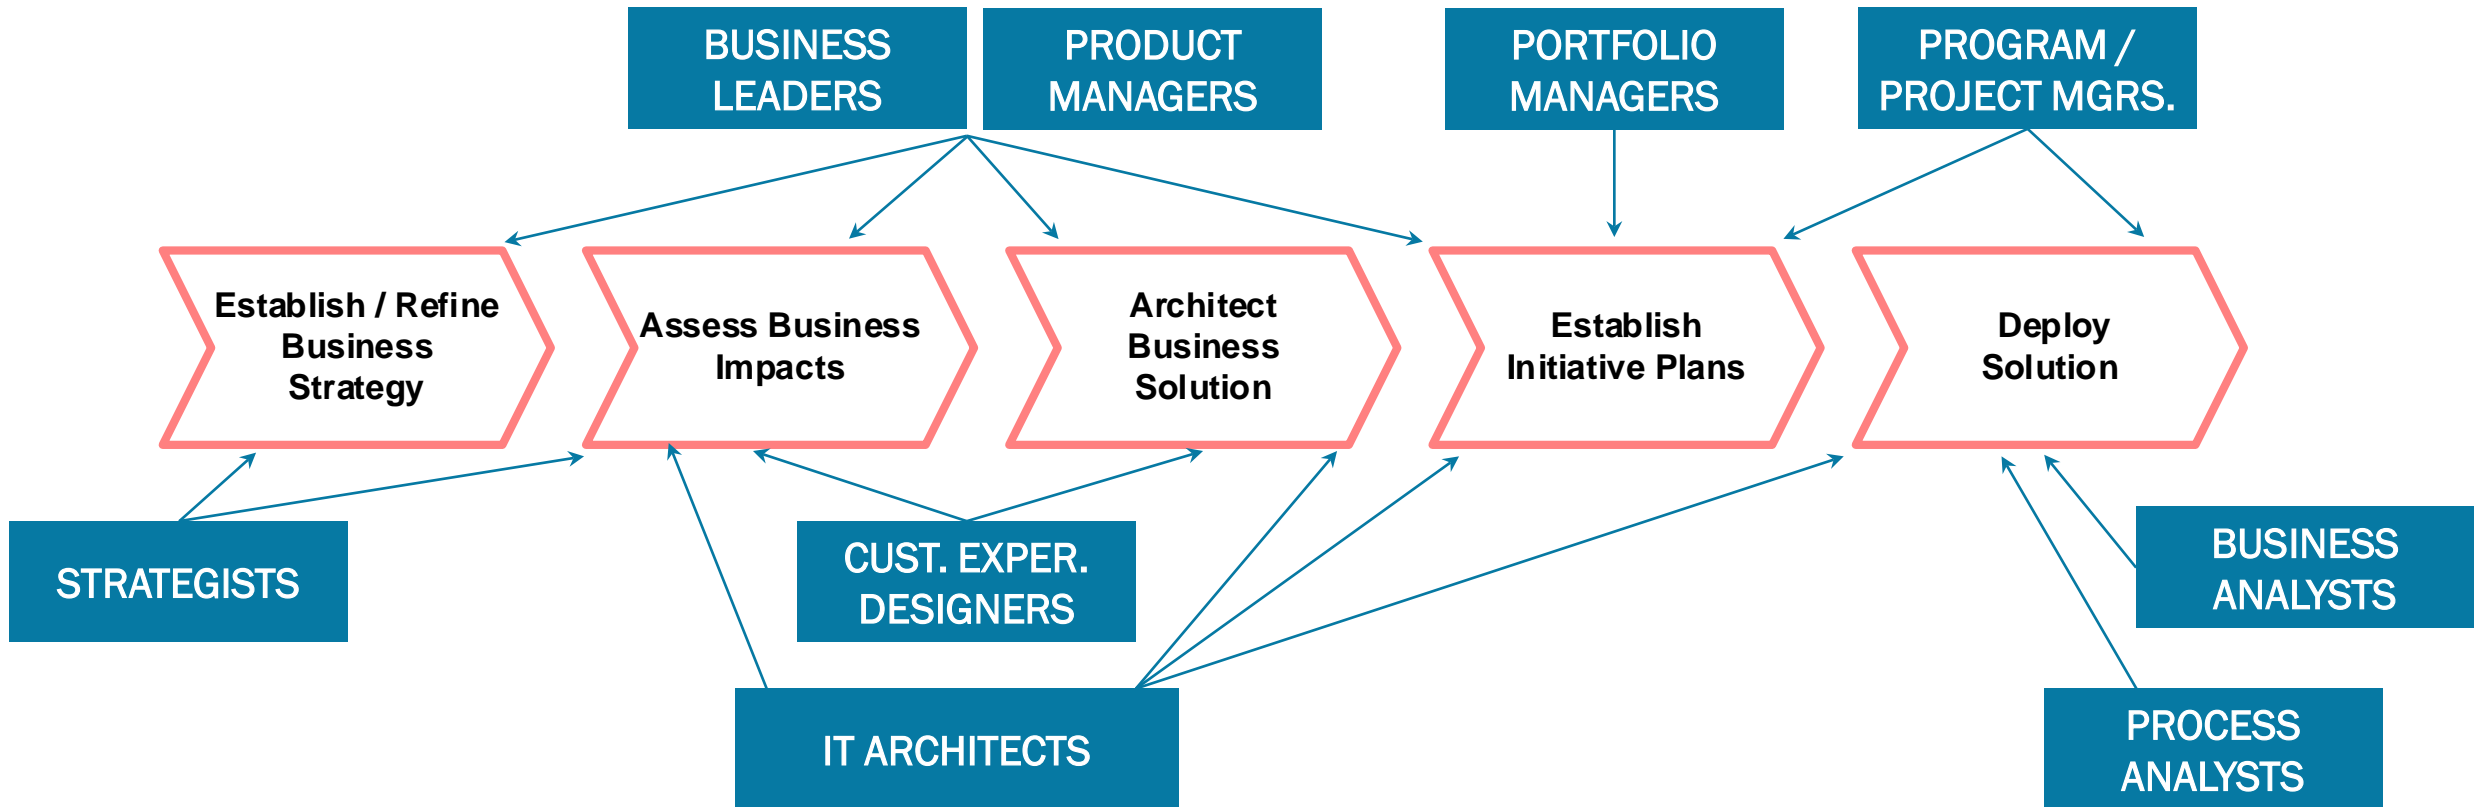 BUSINESS
LEADERS
PRODUCT
MANAGERS
PORTFOLIO
MANAGERS
PROGRAM /
PROJECT MGRS.
Establish / Refine
Business
Strategy
Assess Business
Impacts
Architect
Business
Solution
Establish
Initiative Plans
Deploy
Solution
STRATEGISTS
CUST. EXPER.
DESIGNERS
BUSINESS
ANALYSTS
IT ARCHITECTS
PROCESS
ANALYSTS